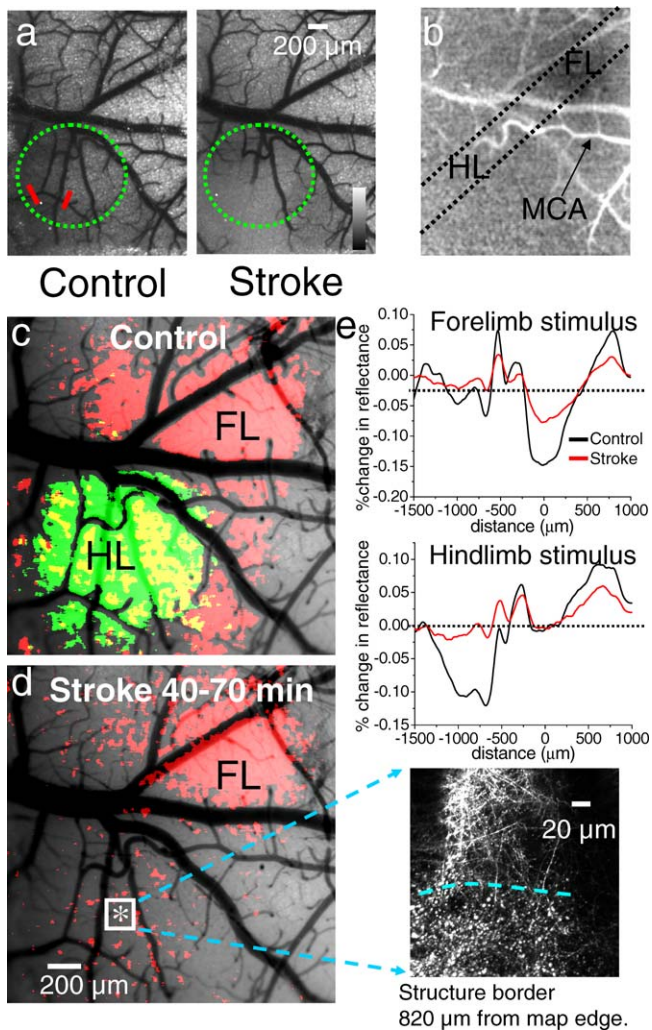 a
200 µm
Control
Stroke
b
FL
HL
MCA
c
Control
FL
HL
d
Stroke 40-70 min
FL
*
200 µm
e
Forelimb stimulus
%change in reflectance
0.10
0.05
0.00
-0.05
-0.10
-0.15
-0.20
Control
Stroke
-1500 -1000 -500 0 500 1000
distance (µm)
Hindlimb stimulus
% change in reflectance
0.10
0.05
0.00
-0.05
-0.10
-0.15
-1500 -1000 -500 0 500 1000
distance (µm)
20 µm
Structure border
820 µm from map edge.